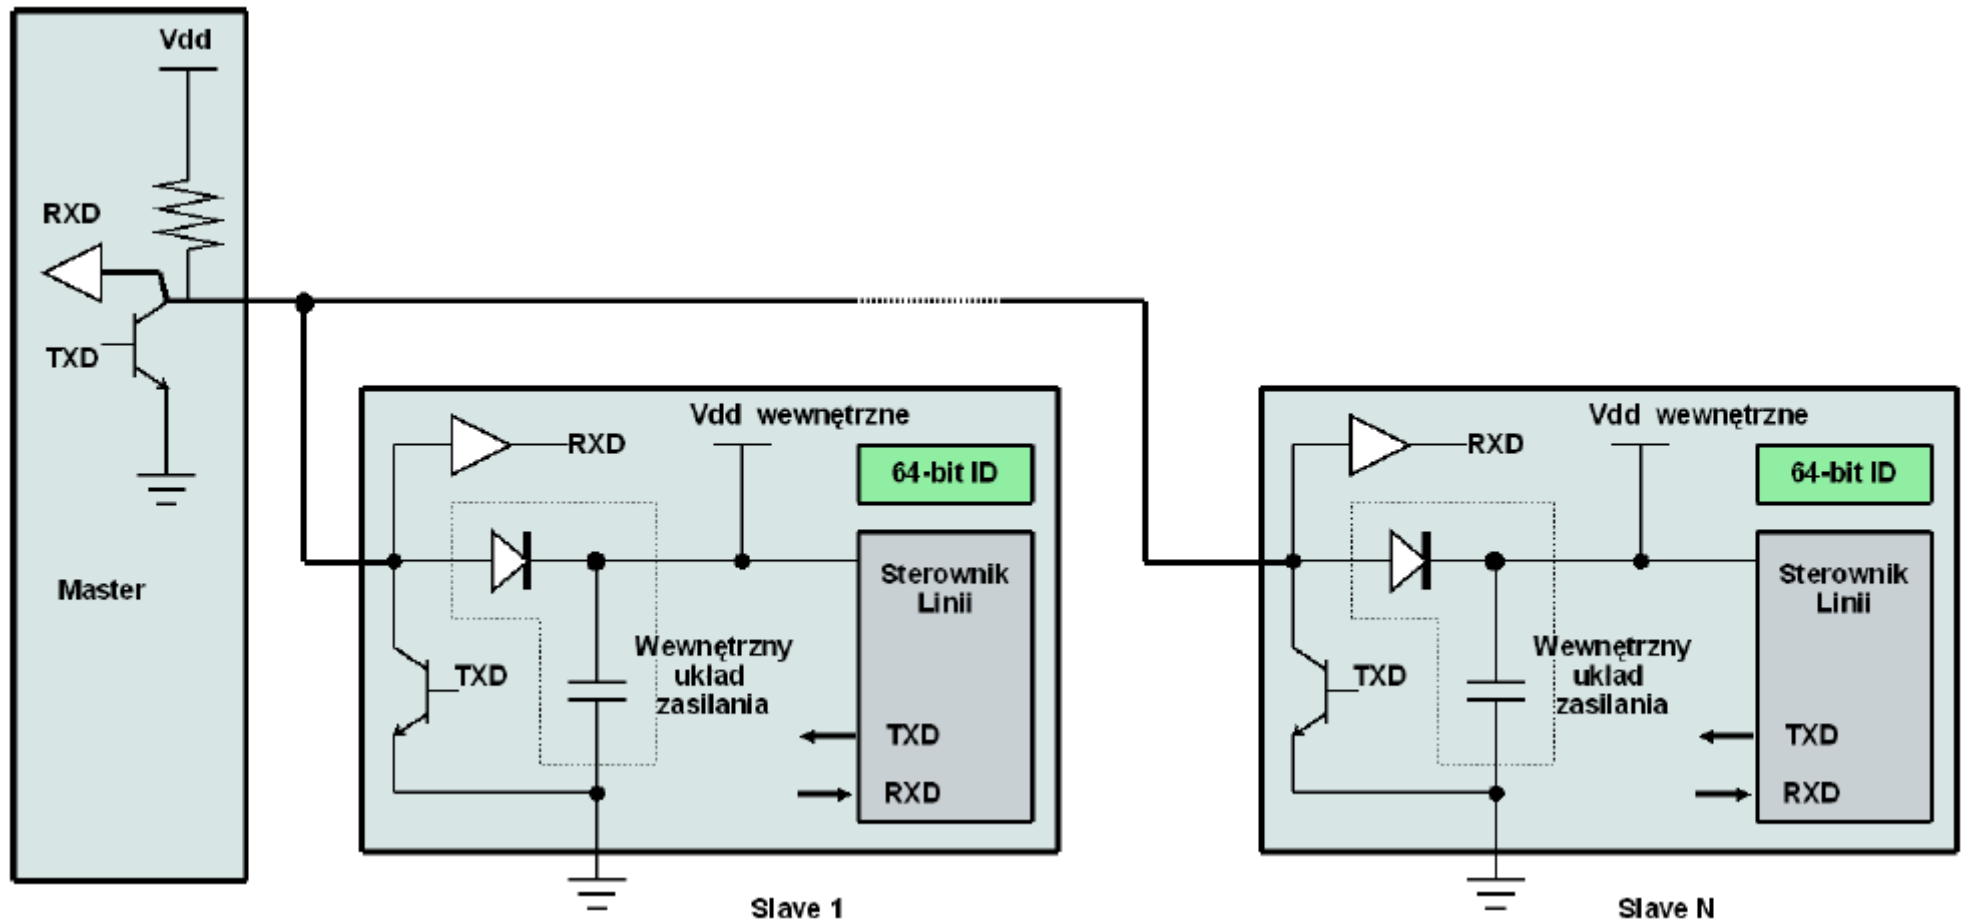 Vdd
RXD
TXD
Master
Vdd wewnętrzne
RXD
64-bit ID
Sterownik
Linii
Wewnętrzny
układ
zasilania
TXD
TXD
RXD
Slave 1
Vdd wewnętrzne
RXD
64-bit ID
Sterownik
Linii
Wewnętrzny
układ
zasilania
TXD
TXD
RXD
Slave N